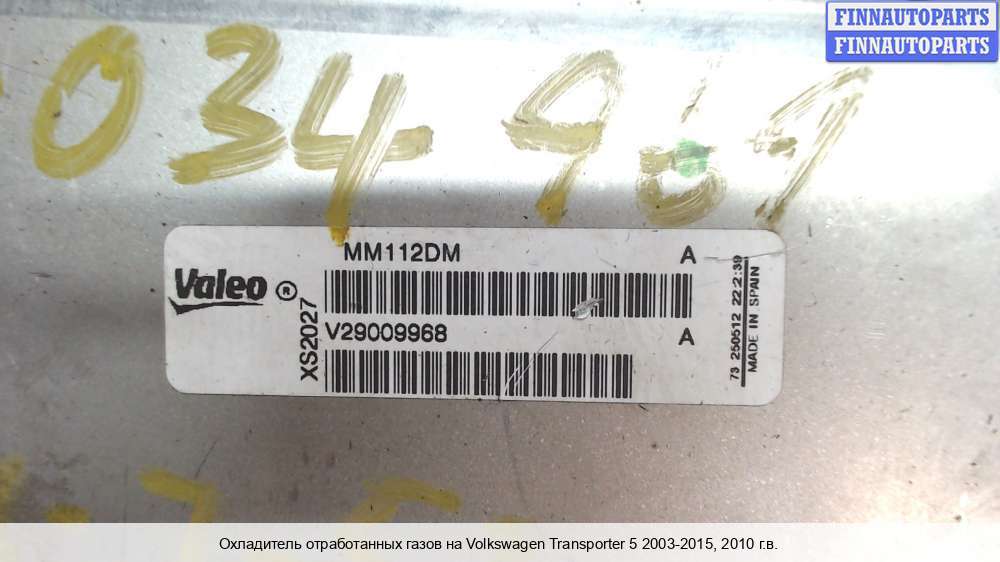 FINNAUTOPARTS
FINNAUTOPARTS
034 969
MM112DM A
Valeo ®
XS2027
V29009968 A
73 250512 22:2:39
MADE IN SPAIN
Охладитель отработанных газов на Volkswagen Transporter 5 2003-2015, 2010 г.в.